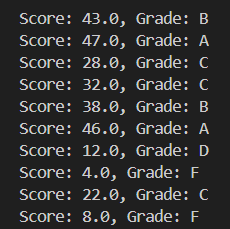 Score: 43.0, Grade: B
Score: 47.0, Grade: A
Score: 28.0, Grade: C
Score: 32.0, Grade: C
Score: 38.0, Grade: B
Score: 46.0, Grade: A
Score: 12.0, Grade: D
Score: 4.0, Grade: F
Score: 22.0, Grade: C
Score: 8.0, Grade: F